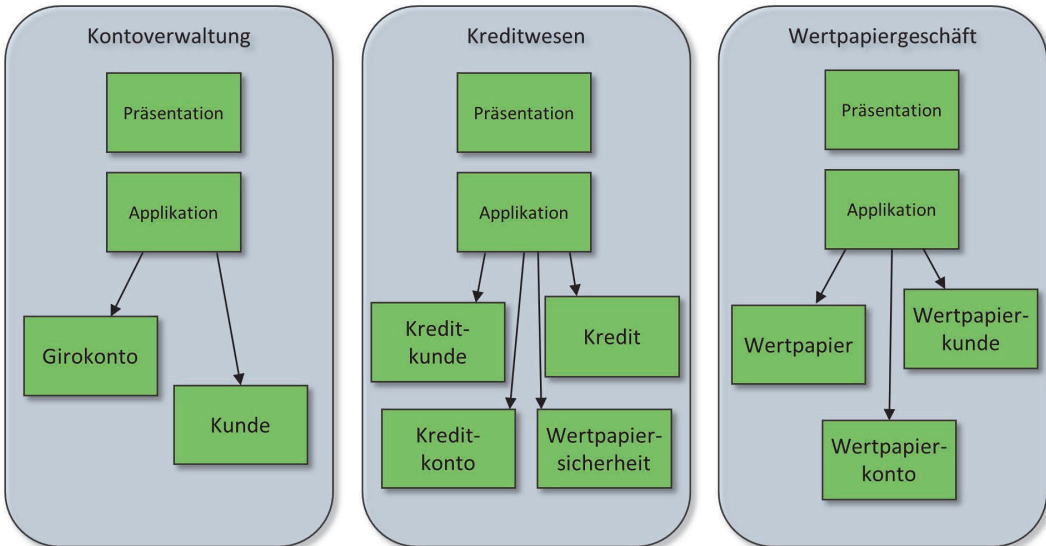 Kontoverwaltung
Präsentation
Applikation
Girokonto
Kunde
Kreditwesen
Präsentation
Applikation
Kredit-
kunde
Kredit
Kredit-
konto
Wertpapier-
sicherheit
Wertpapiergeschäft
Präsentation
Applikation
Wertpapier
Wertpapier-
kunde
Wertpapier-
konto